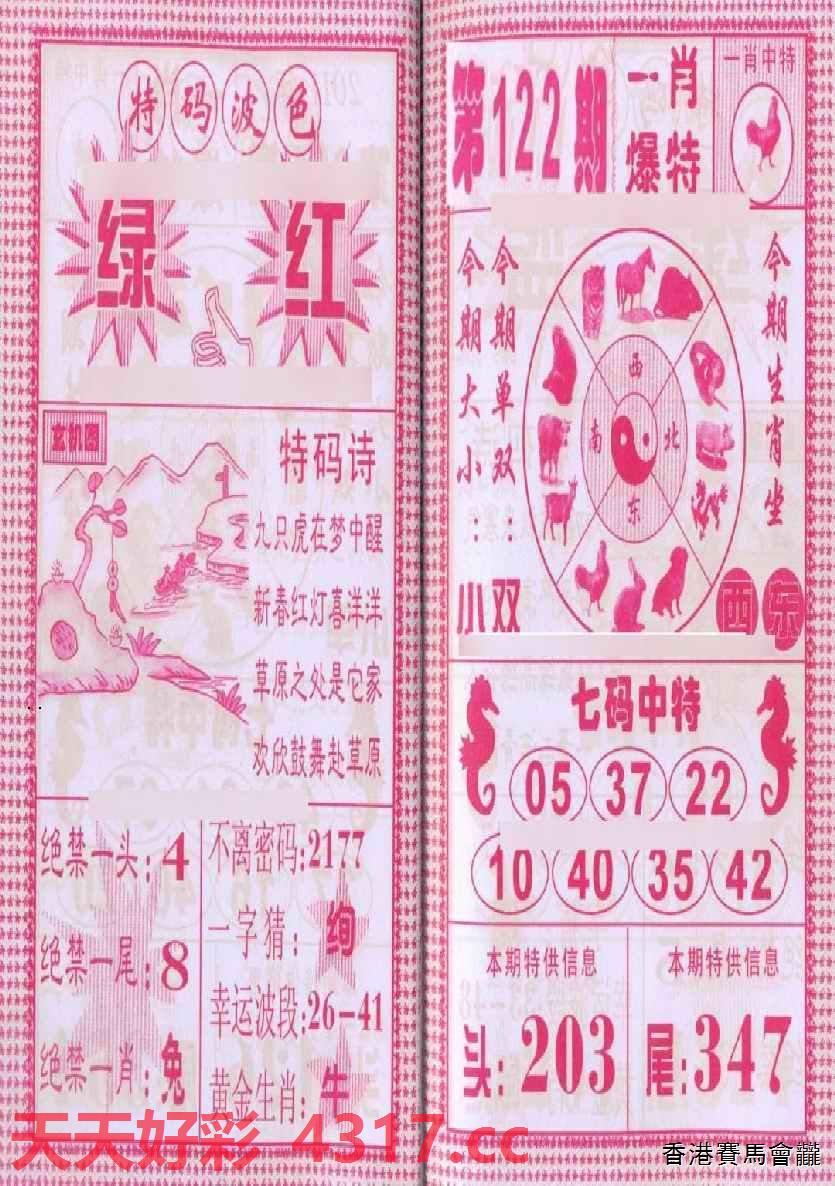 特码波色
绿 红
玄机图
特码诗
九只虎在梦中醒
新春红灯喜洋洋
草原之处是它家
欢欣鼓舞赴草原
绝禁一头:4
绝禁一尾:8
绝禁一肖:兔
不离密码:2177
一字猜:绚
幸运波段:26-41
黄金生肖:牛
第122期
一肖
爆特
一肖中特
今期大小:小
今期单双:双
西
南 北
东
今期生肖坐
西东
七码中特
05 37 22
10 40 35 42
本期特供信息
头:203
本期特供信息
尾:347
天天好彩 4317.cc
香港賽馬會